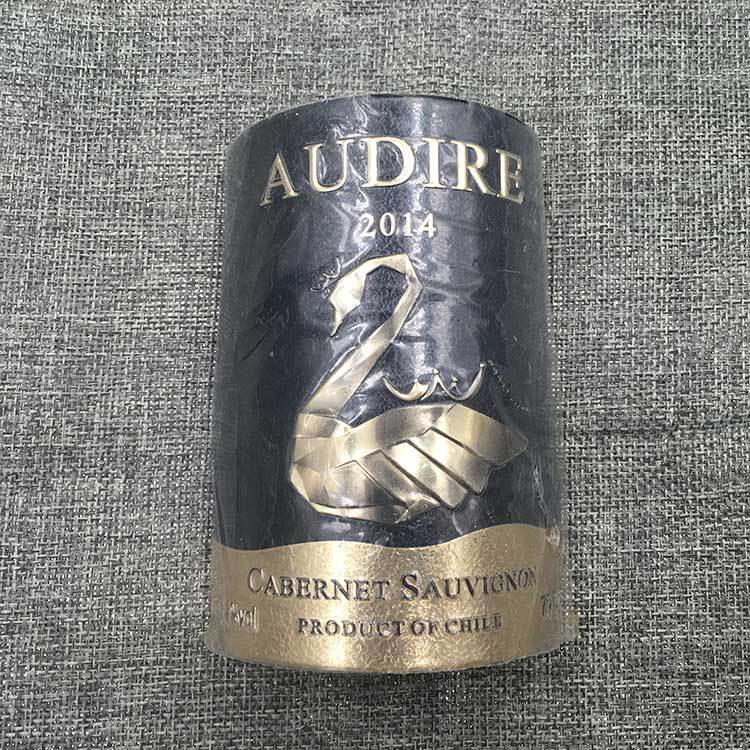 AUDIRE
2014
CABERNET SAUVIGNON
PRODUCT OF CHILE